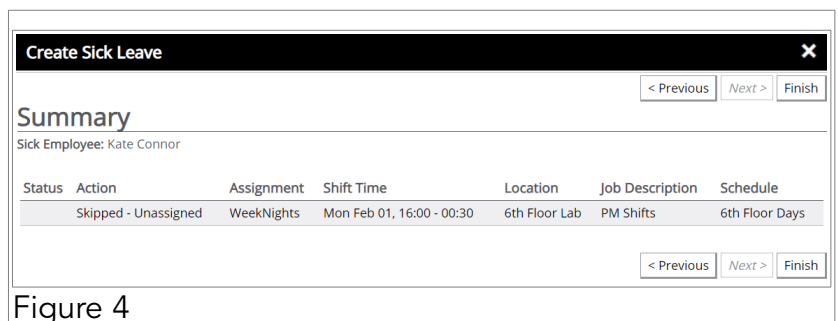 Create Sick Leave ×
< Previous Next > Finish
Summary
Sick Employee: Kate Connor
Status Action Assignment Shift Time Location Job Description Schedule
Skipped - Unassigned WeekNights Mon Feb 01, 16:00 - 00:30 6th Floor Lab PM Shifts 6th Floor Days
< Previous Next > Finish
Figure 4